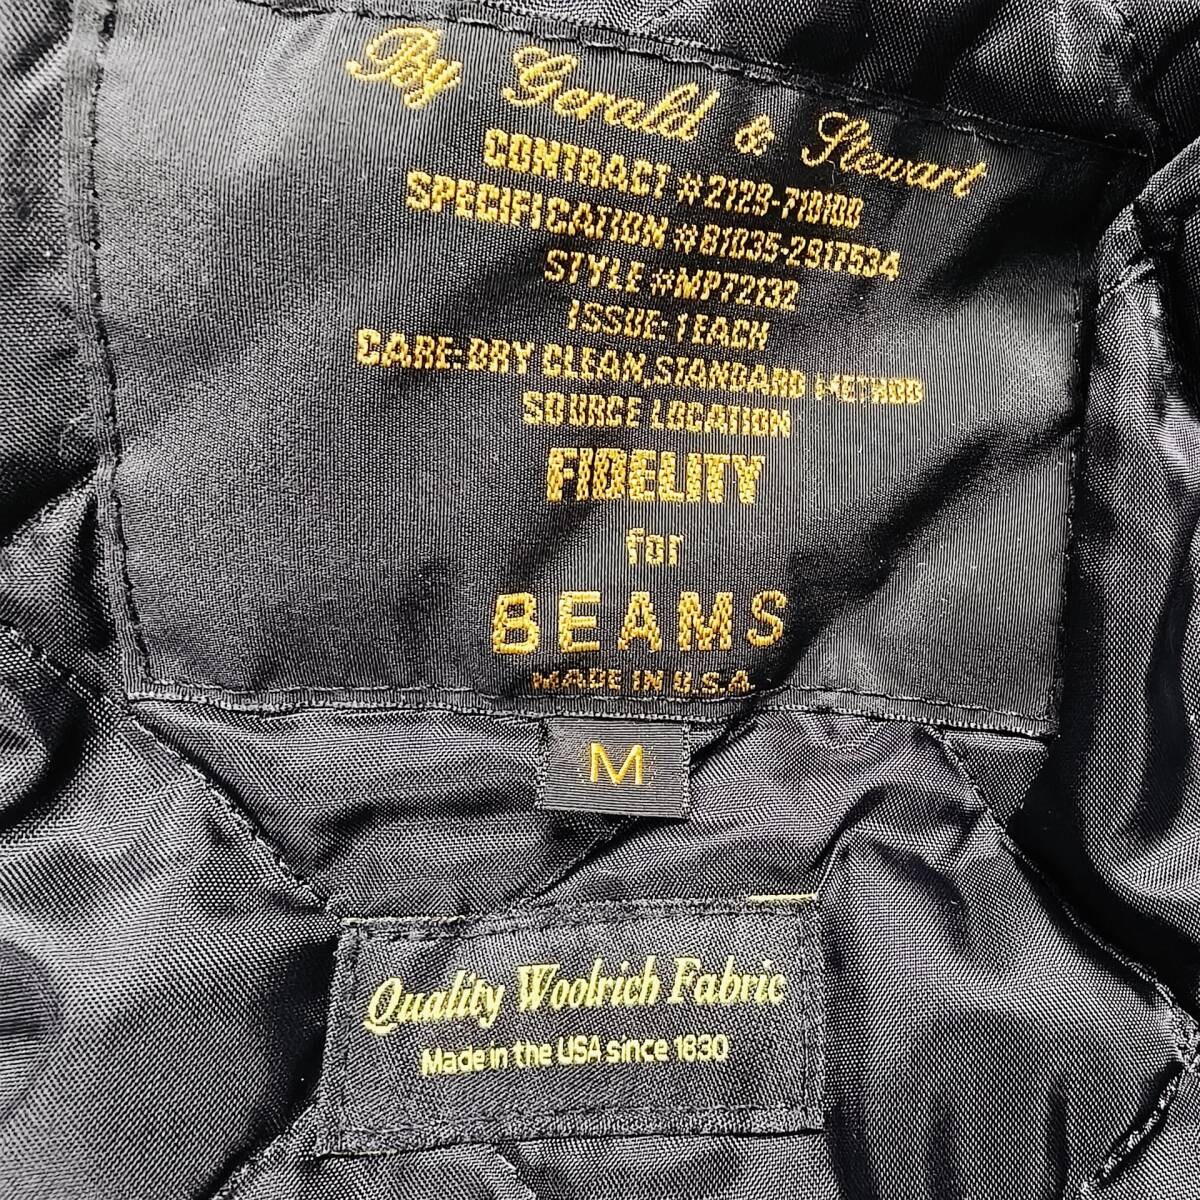 By Gerald & Stewart
CONTRACT #2129-710100
SPECIFICATION #81035-2917534
STYLE #MP72132
ISSUE: 1 EACH
CARE: DRY CLEAN, STANDARD METHOD
SOURCE LOCATION
FIDELITY
for
BEAMS
MADE IN U.S.A.
M
Quality Woolrich Fabric
Made in the USA since 1830